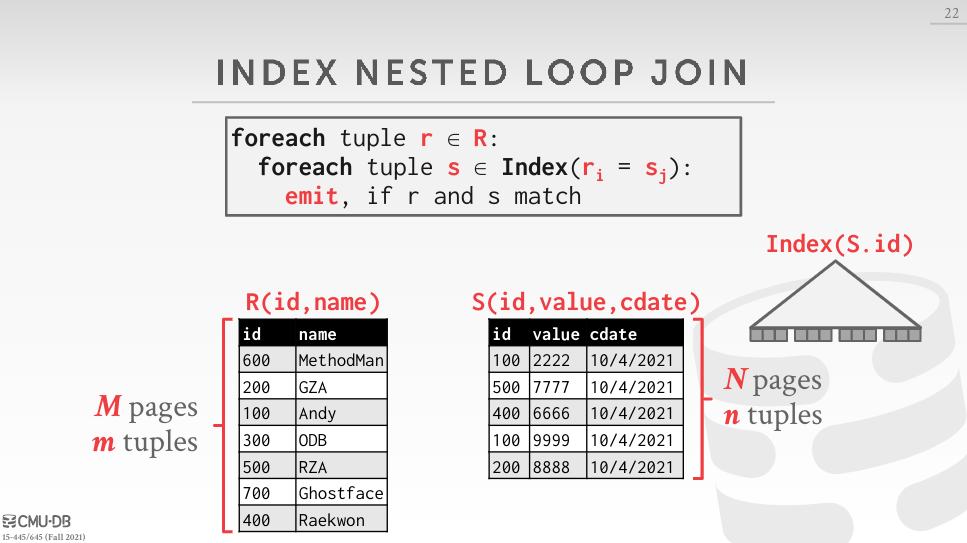 22
INDEX NESTED LOOP JOIN
foreach tuple r ∈ R:
foreach tuple s ∈ Index(ri = sj):
emit, if r and s match
Index(S.id)
R(id,name)
id name
600 MethodMan
200 GZA
100 Andy
300 ODB
500 RZA
700 Ghostface
400 Raekwon
M pages
m tuples
S(id,value,cdate)
id value cdate
100 2222 10/4/2021
500 7777 10/4/2021
400 6666 10/4/2021
100 9999 10/4/2021
200 8888 10/4/2021
N pages
n tuples
CMU·DB
15-445/645 (Fall 2021)